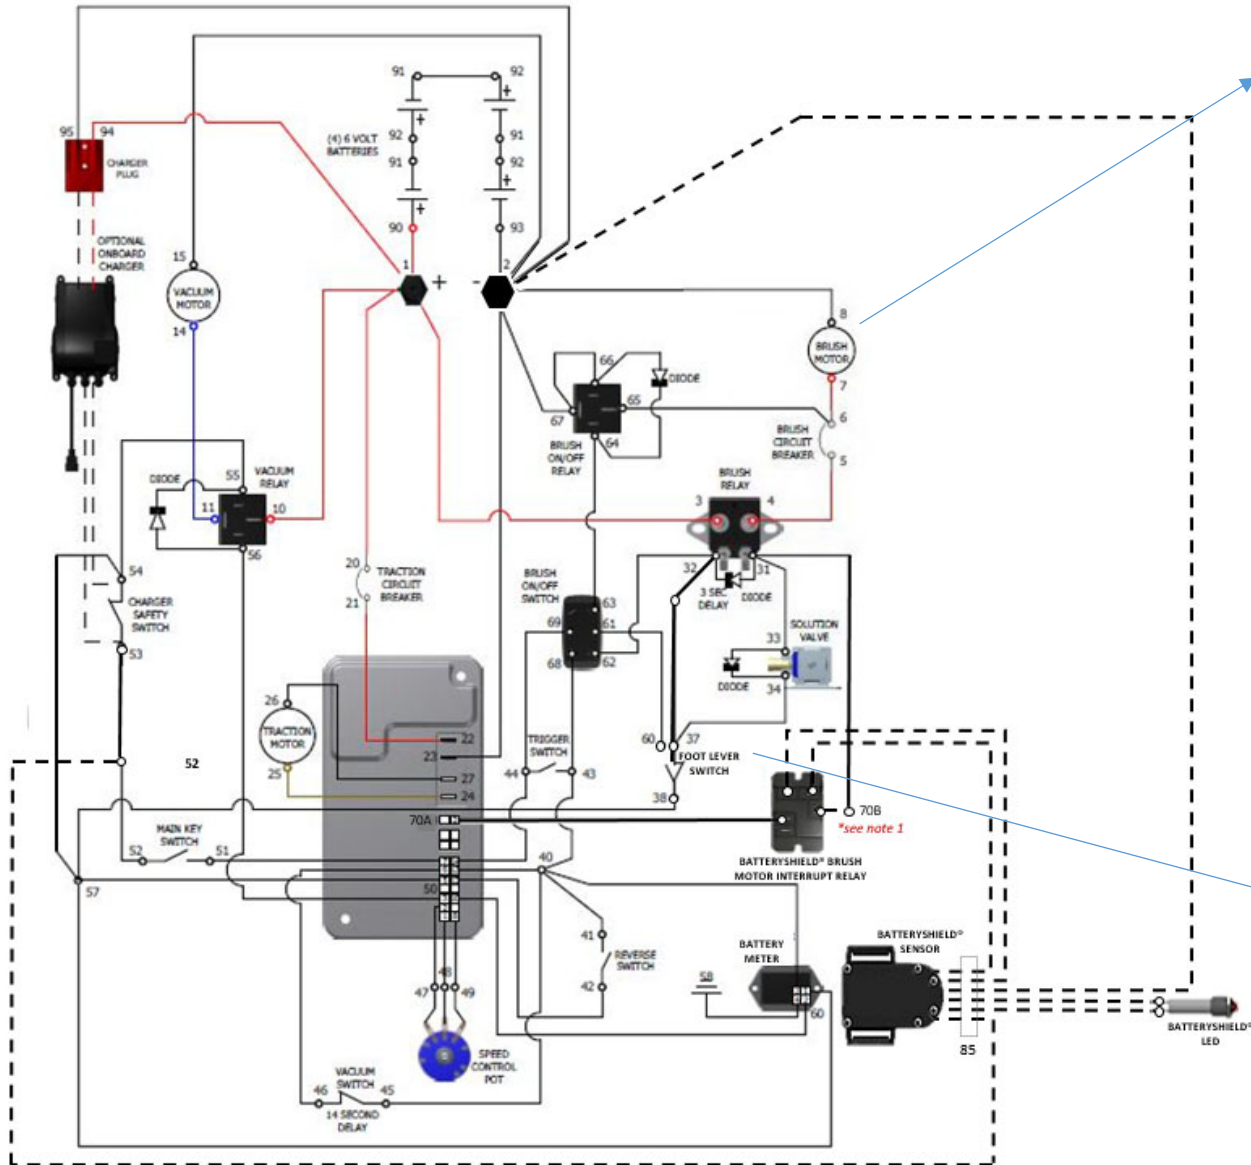 91
92
+
+
95
94
(4) 6 VOLT
BATTERIES
92
91
91
92
CHARGER
PLUG
+
+
90
93
OPTIONAL
ONBOARD
CHARGER
15
1
+
-
2
VACUUM
MOTOR
14
8
BRUSH
MOTOR
7
66
DIODE
65
67
64
6
BRUSH
ON/OFF
RELAY
BRUSH
CIRCUIT
BREAKER
5
55
VACUUM
RELAY
DIODE
11
10
56
BRUSH
RELAY
3
4
54
20
TRACTION
CIRCUIT
BREAKER
21
BRUSH
ON/OFF
SWITCH
32
31
3 SEC
DELAY
DIODE
CHARGER
SAFETY
SWITCH
53
63
69
61
68
62
SOLUTION
VALVE
33
DIODE
34
26
TRACTION
MOTOR
25
22
23
27
24
TRIGGER
SWITCH
44
43
60
37
FOOT LEVER
SWITCH
38
52
70A
70B
*see note 1
MAIN KEY
SWITCH
52
51
40
BATTERYSHIELD® BRUSH
MOTOR INTERRUPT RELAY
57
50
41
REVERSE
SWITCH
42
BATTERY
METER
BATTERYSHIELD®
SENSOR
58
60
47
48
49
SPEED
CONTROL
POT
85
BATTERYSHIELD®
LED
VACUUM
SWITCH
46
45
14 SECOND
DELAY